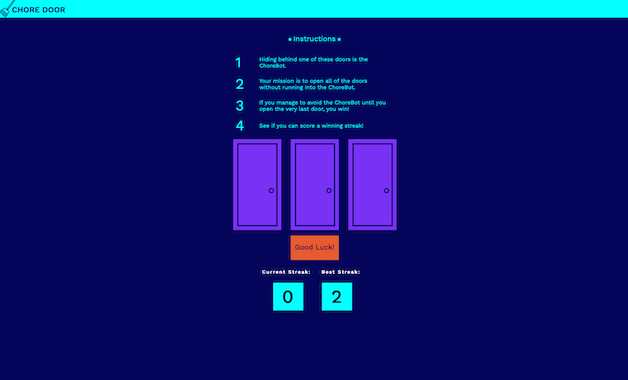 CHORE DOOR
Instructions
1 Hiding behind one of these doors is the
ChoreBot.
2 Your mission is to open all of the doors
without running into the ChoreBot.
3 If you manage to avoid the ChoreBot until you
open the very last door, you win!
4 See if you can score a winning streak!
Good Luck!
Current Streak: Best Streak:
0 2